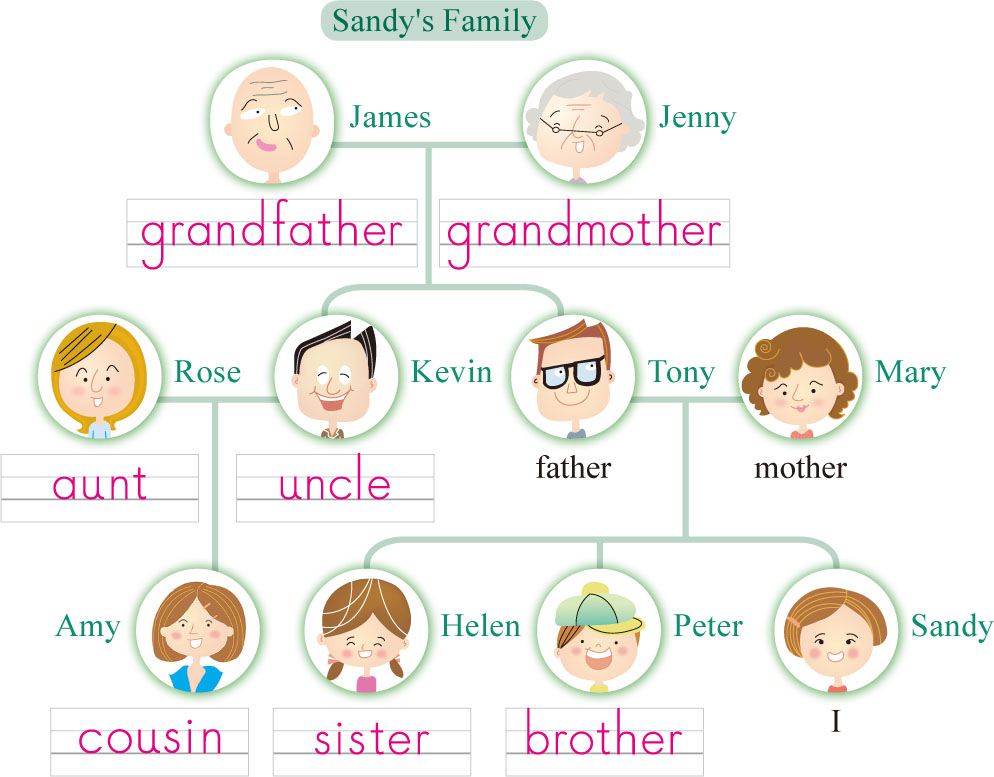 Sandy's Family
James
Jenny
grandfather
grandmother
Rose
Kevin
Tony
Mary
aunt
uncle
father
mother
Amy
Helen
Peter
Sandy
cousin
sister
brother
I